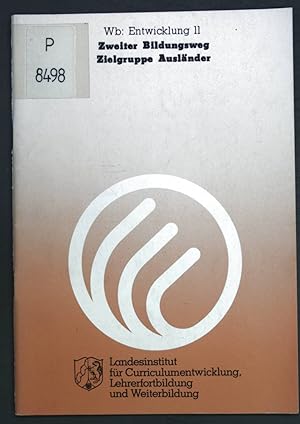 P
8498
Wb: Entwicklung 11
Zweiter Bildungsweg
Zielgruppe Ausländer
Landesinstitut
für Curriculumentwicklung,
Lehrerfortbildung
und Weiterbildung